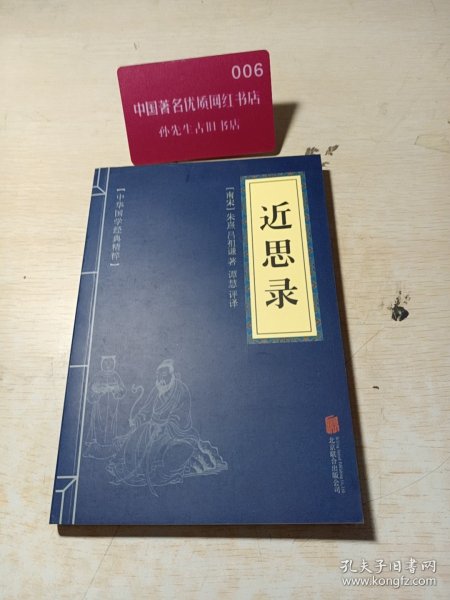 006
中国著名优质网红书店
孙先生古旧书店
近思录
[南宋]朱熹 吕祖谦 著 谭慧 评译
【中华国学经典精粹】
北京联合出版公司
孔夫子旧书网
www.kongfz.com